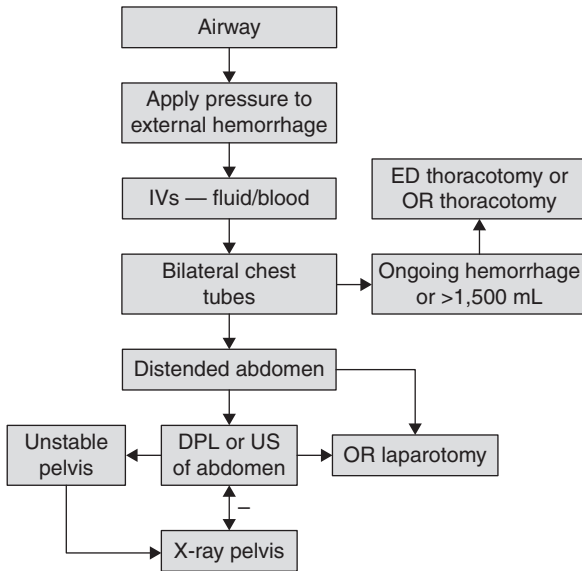 Airway
Apply pressure to
external hemorrhage
IVs — fluid/blood
ED thoracotomy or
OR thoracotomy
Bilateral chest
tubes
Ongoing hemorrhage
or >1,500 mL
Distended abdomen
Unstable
pelvis
DPL or US
of abdomen
OR laparotomy
–
X-ray pelvis